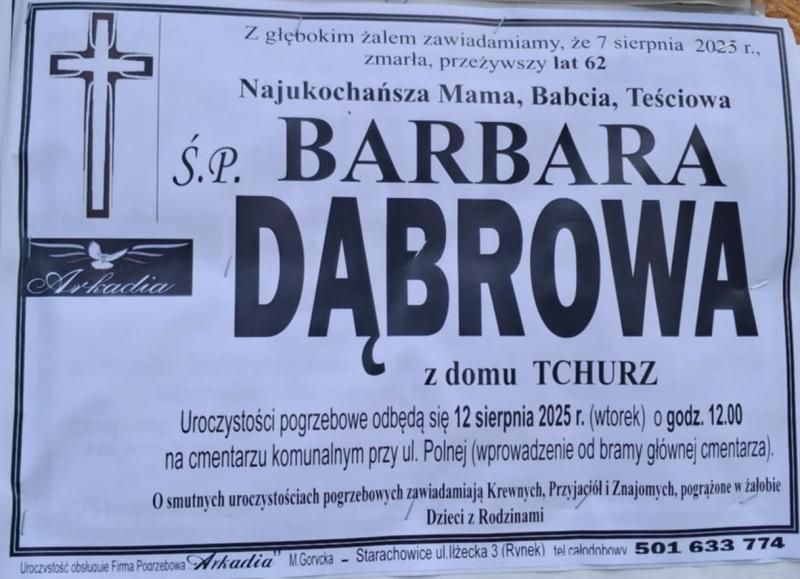 Z głębokim żalem zawiadamiamy, że 7 sierpnia 2025 r.,
zmarła, przeżywszy lat 62
Najukochańsza Mama, Babcia, Teściowa
Ś.P. BARBARA
DĄBROWA
Arkadia
z domu TCHURZ
Uroczystości pogrzebowe odbędą się 12 sierpnia 2025 r. (wtorek) o godz. 12.00
na cmentarzu komunalnym przy ul. Polnej (wprowadzenie od bramy głównej cmentarza).
O smutnych uroczystościach pogrzebowych zawiadamiają Krewnych, Przyjaciół i Znajomych, pogrążone w żałobie
Dzieci z Rodzinami
Uroczystość obsługuje Firma Pogrzebowa "Arkadia" M.Gorycka – Starachowice ul.Iłżecka 3 (Rynek) tel.całodobowy 501 633 774